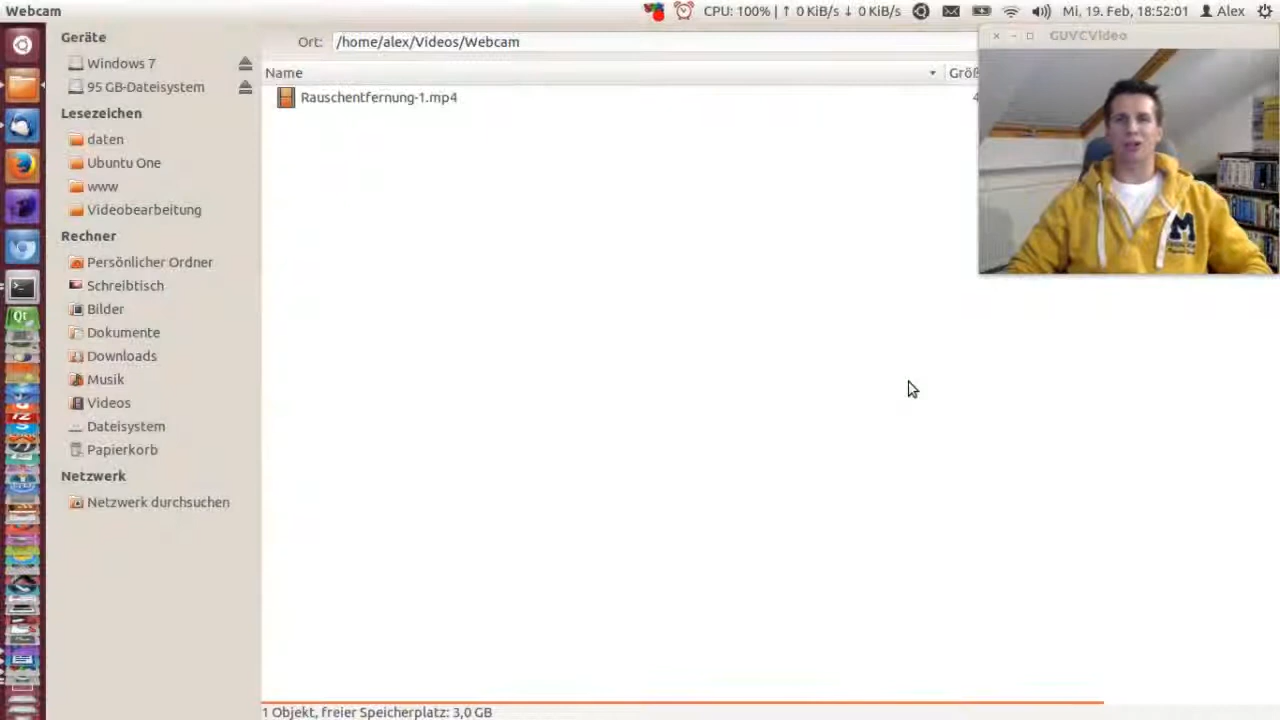 Webcam
CPU: 100% | ↑ 0 KiB/s ↓ 0 KiB/s
Mi, 19. Feb, 18:52:01
Alex
Geräte
Windows 7
95 GB-Dateisystem
Lesezeichen
daten
Ubuntu One
www
Videobearbeitung
Rechner
Persönlicher Ordner
Schreibtisch
Bilder
Dokumente
Downloads
Musik
Videos
Dateisystem
Papierkorb
Netzwerk
Netzwerk durchsuchen
Ort: /home/alex/Videos/Webcam
Name
Größ
Rauschentfernung-1.mp4
4
1 Objekt, freier Speicherplatz: 3,0 GB
GUVCVideo
M
Qt